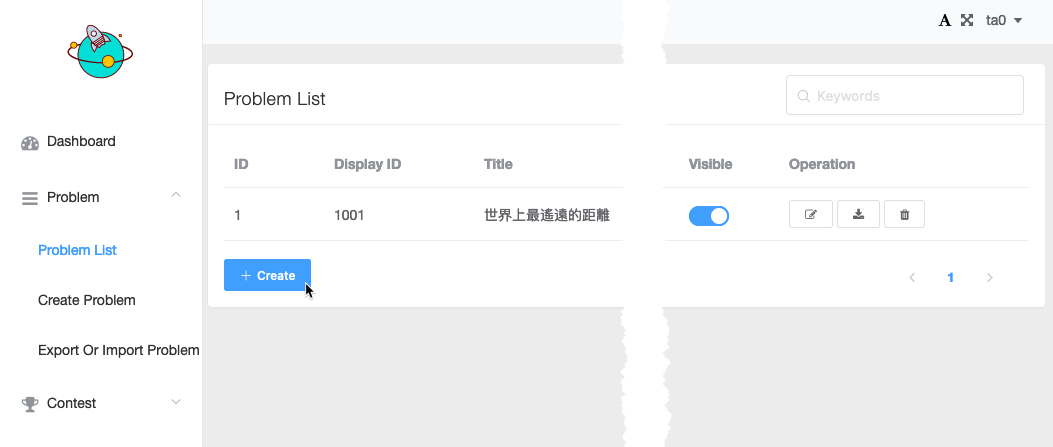 A ta0
Problem List
Keywords
Dashboard
ID Display ID Title Visible Operation
Problem
1 1001 世界上最遙遠的距離
Problem List
+ Create
1
Create Problem
Export Or Import Problem
Contest